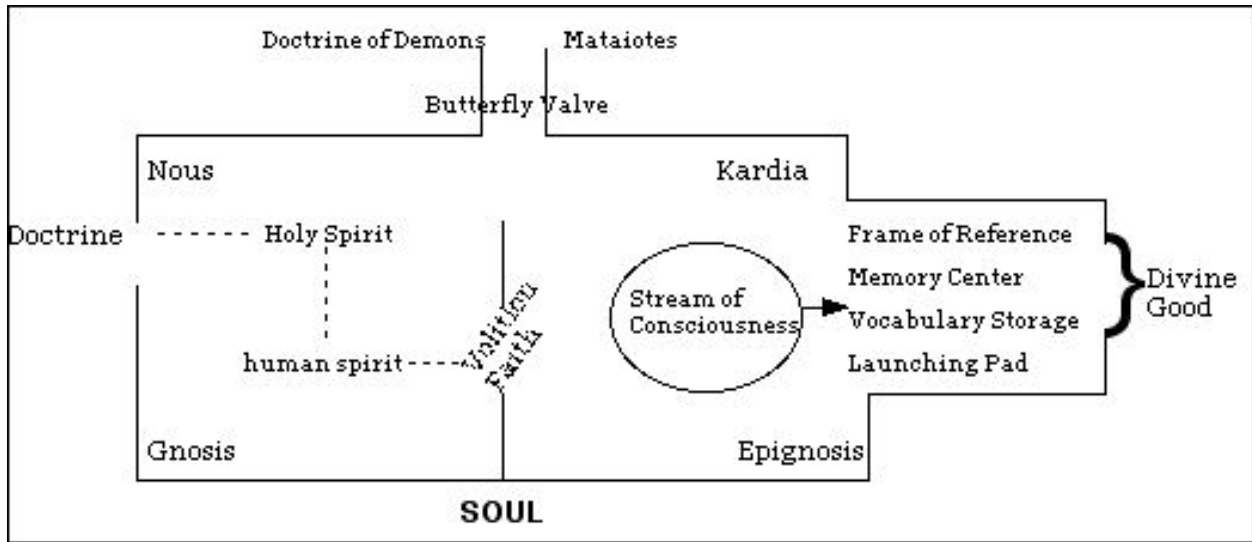 Doctrine of Demons
Mataiotes
Butterfly Valve
Nous
Kardia
Doctrine
Holy Spirit
human spirit
Volition
Faith
Stream of
Consciousness
Frame of Reference
Memory Center
Vocabulary Storage
Launching Pad
Divine
Good
Gnosis
Epignosis
SOUL